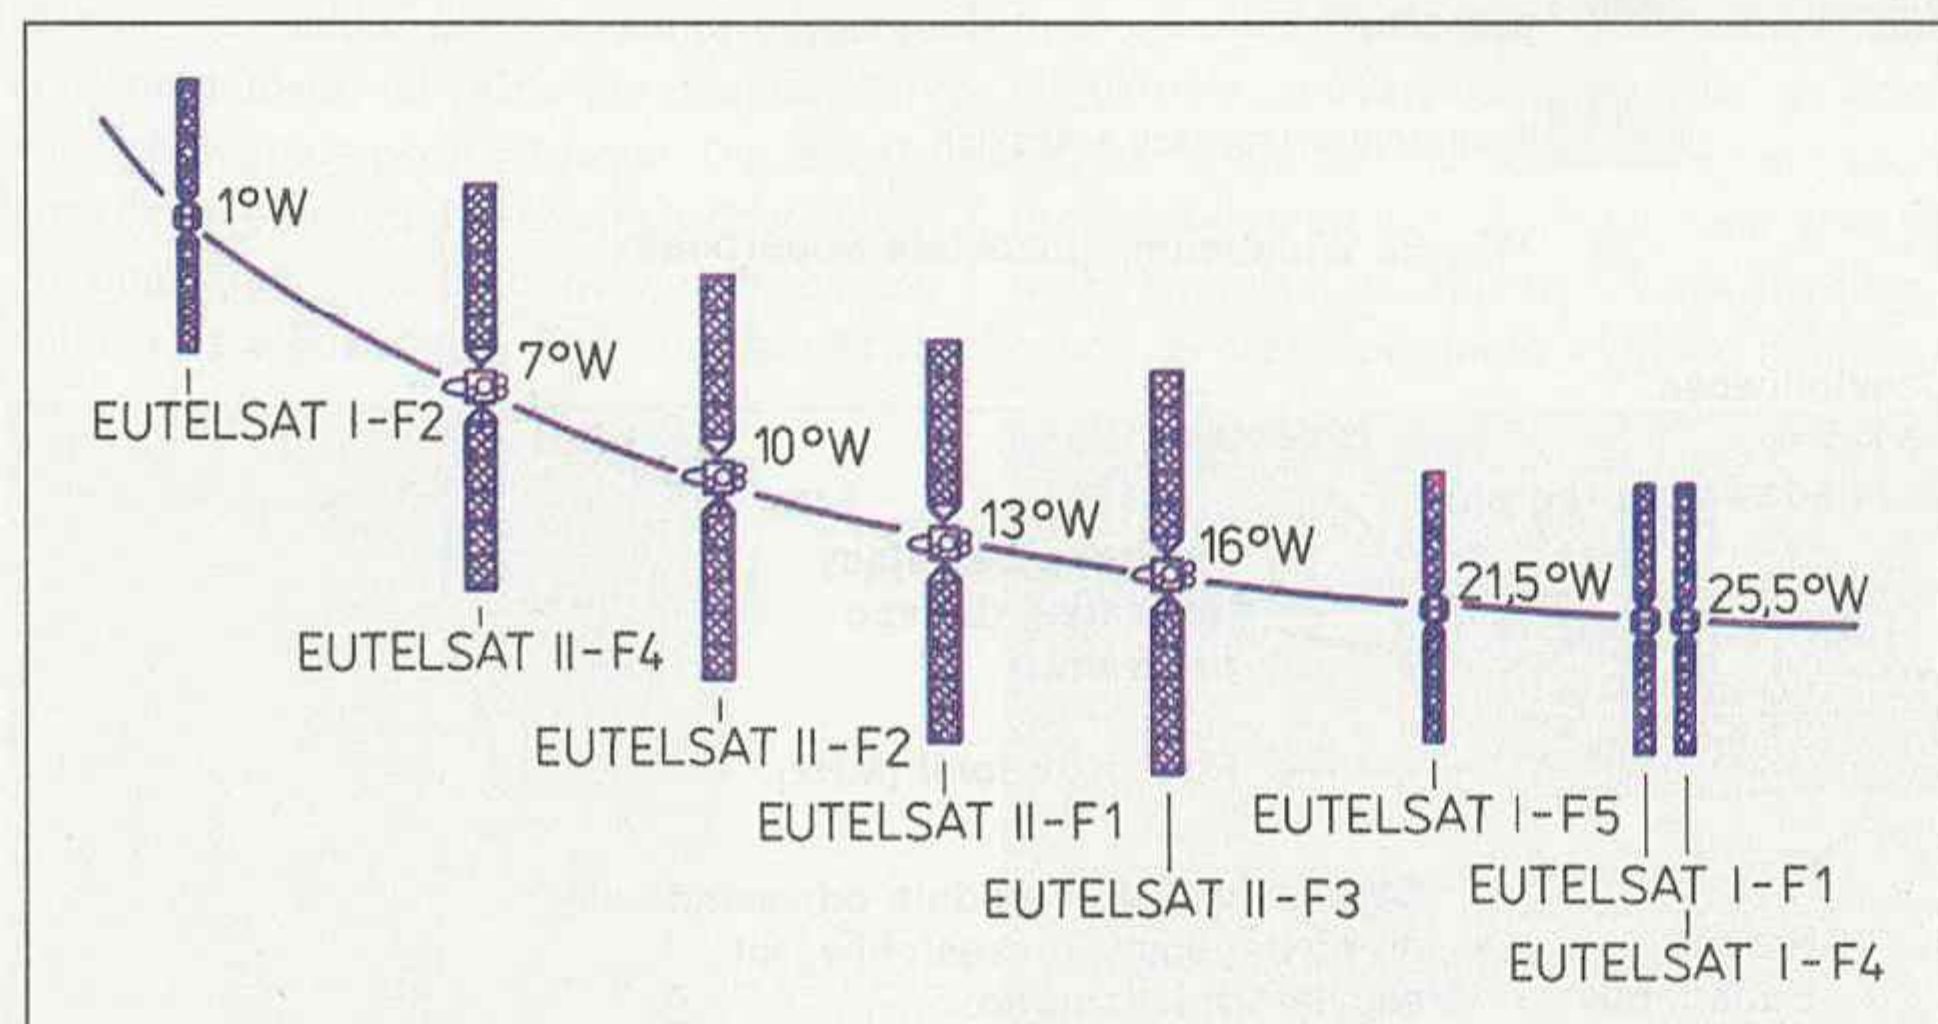 1°W
EUTELSAT I-F2
7°W
EUTELSAT II-F4
10°W
EUTELSAT II-F2
13°W
EUTELSAT II-F1
16°W
EUTELSAT II-F3
21,5°W
EUTELSAT I-F5
25,5°W
EUTELSAT I-F1
EUTELSAT I-F4